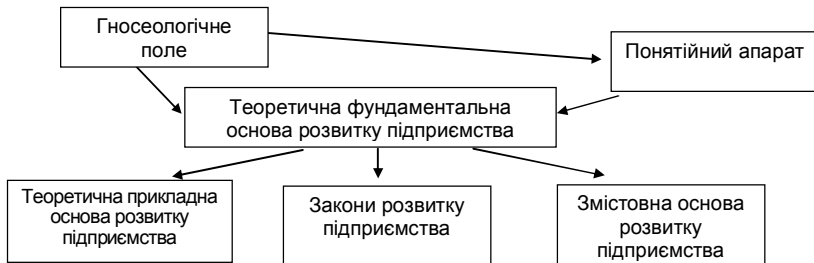 Гносеологічне
поле
Понятійний апарат
Теоретична фундаментальна
основа розвитку підприємства
Теоретична прикладна
основа розвитку
підприємства
Закони розвитку
підприємства
Змістовна основа
розвитку
підприємства